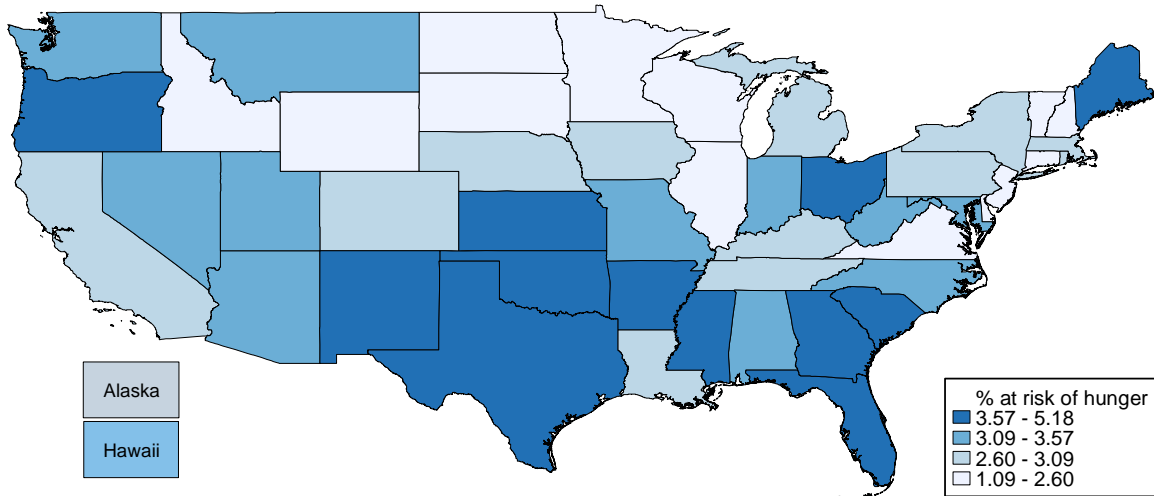 Alaska
Hawaii
% at risk of hunger
3.57 - 5.18
3.09 - 3.57
2.60 - 3.09
1.09 - 2.60